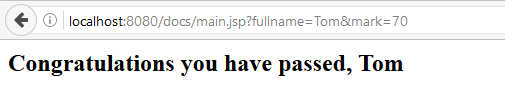 localhost:8080/docs/main.jsp?fullname=Tom&mark=70
Congratulations you have passed, Tom